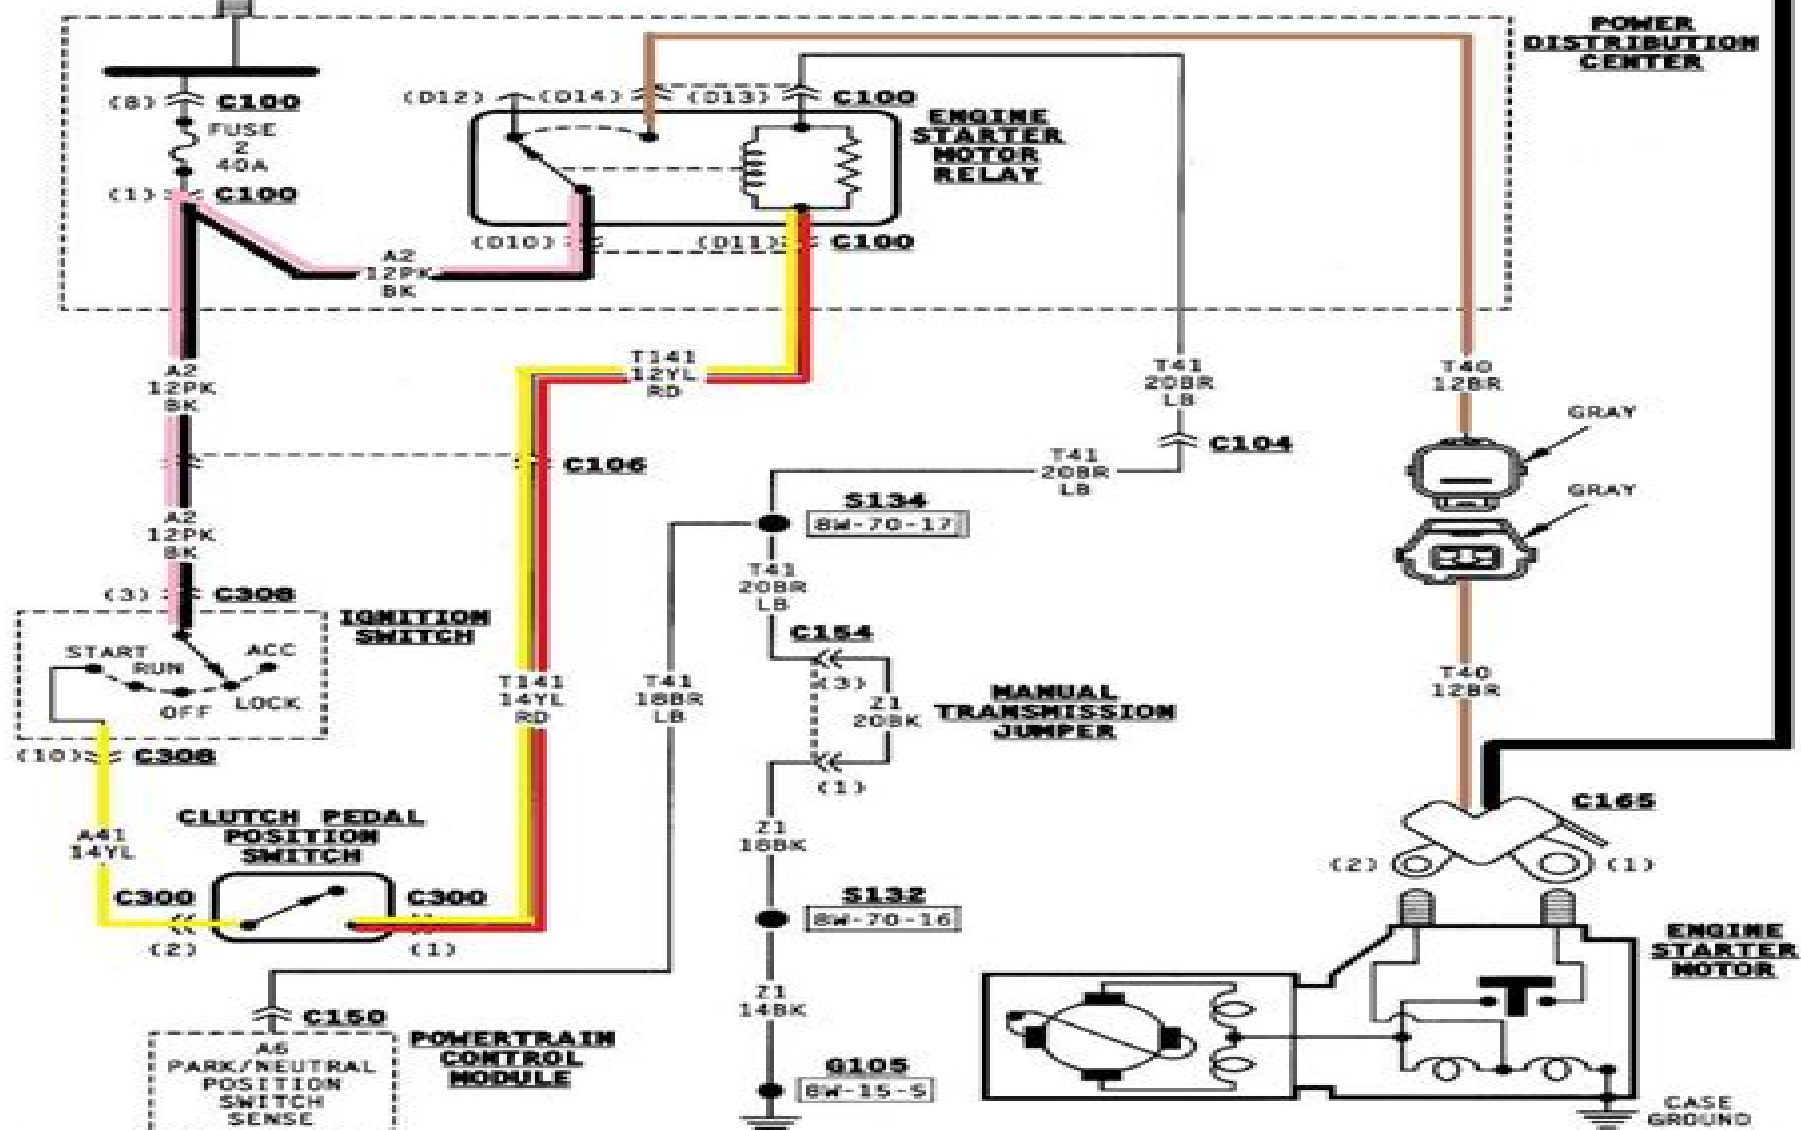 POWER
DISTRIBUTION
CENTER
(8) C100
FUSE
2
40A
(1) C100
(D12) (D14) (D13) C100
ENGINE
STARTER
MOTOR
RELAY
(D10) (D11) C100
A2
12PK
BK
A2
12PK
BK
T141
12YL
RD
T41
20BR
LB
T40
12BR
GRAY
C106
C104
T41
20BR
LB
GRAY
S134
8W-70-17
A2
12PK
BK
T41
20BR
LB
(3) C308
IGNITION
SWITCH
START
RUN
ACC
OFF
LOCK
C154
(3)
Z1
20BK
(1)
MANUAL
TRANSMISSION
JUMPER
T141
14YL
RD
T41
18BR
LB
T40
12BR
(10) C308
C165
(2) (1)
CLUTCH PEDAL
POSITION
SWITCH
A41
14YL
Z1
18BK
C300 C300
(2) (1)
S132
8W-70-16
ENGINE
STARTER
MOTOR
Z1
14BK
C150
POWERTRAIN
CONTROL
MODULE
A6
PARK/NEUTRAL
POSITION
SWITCH
SENSE
G105
8W-15-5
CASE
GROUND